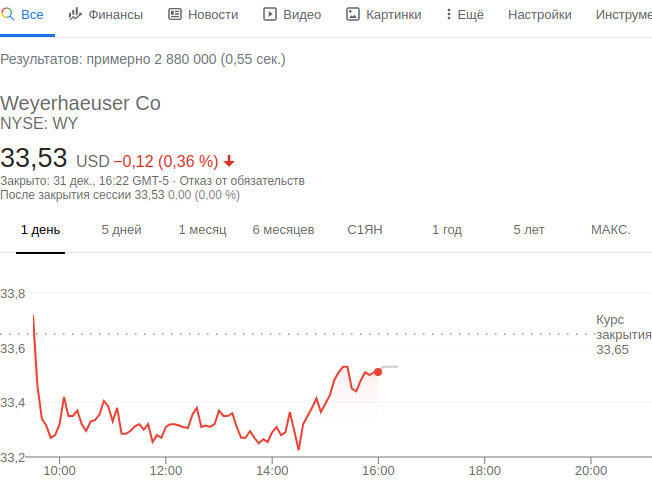 Все Финансы Новости Видео Картинки Ещё Настройки Инструме
Результатов: примерно 2 880 000 (0,55 сек.)
Weyerhaeuser Co
NYSE: WY
33,53 USD −0,12 (0,36 %)
Закрыто: 31 дек., 16:22 GMT-5 · Отказ от обязательств
После закрытия сессии 33,53 0,00 (0,00 %)
1 день 5 дней 1 месяц 6 месяцев С1ЯН 1 год 5 лет МАКС.
33,8
Курс
закрытия
33,65
33,6
33,4
33,2
10:00 12:00 14:00 16:00 18:00 20:00